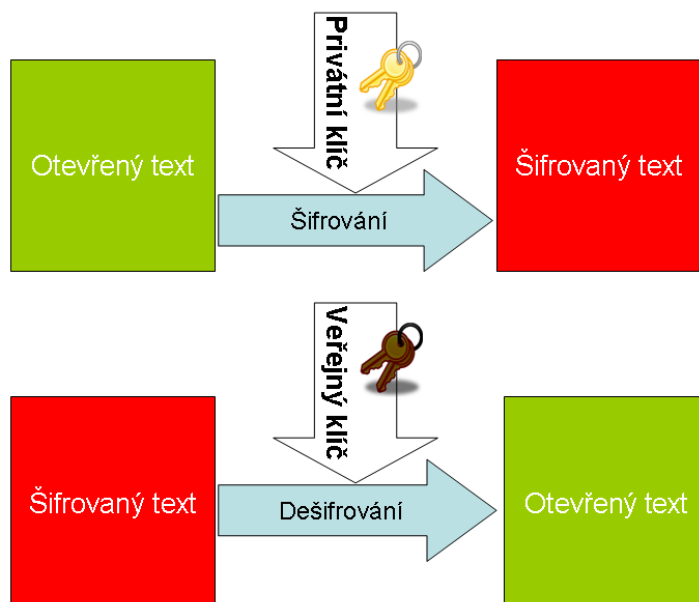 Privátní klíč
Otevřený text
Šifrovaný text
Šifrování
Veřejný klíč
Šifrovaný text
Dešifrování
Otevřený text